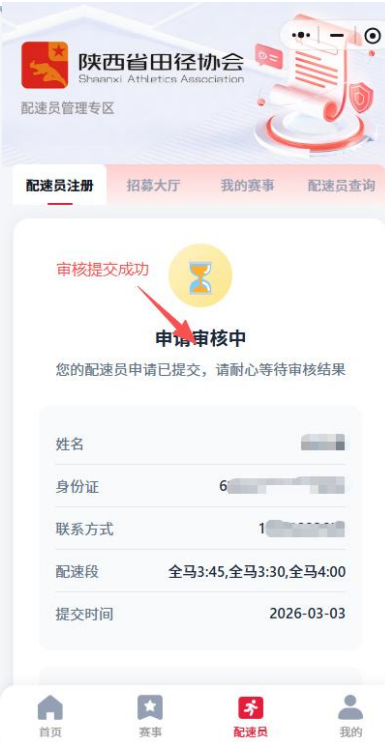 陕西省田径协会
Shaanxi Athletics Association
配速员管理专区
配速员注册 招募大厅 我的赛事 配速员查询
审核提交成功
申请审核中
您的配速员申请已提交，请耐心等待审核结果
姓名
身份证 6
联系方式 1
配速段 全马3:45,全马3:30,全马4:00
提交时间 2026-03-03
首页 赛事 配速员 我的